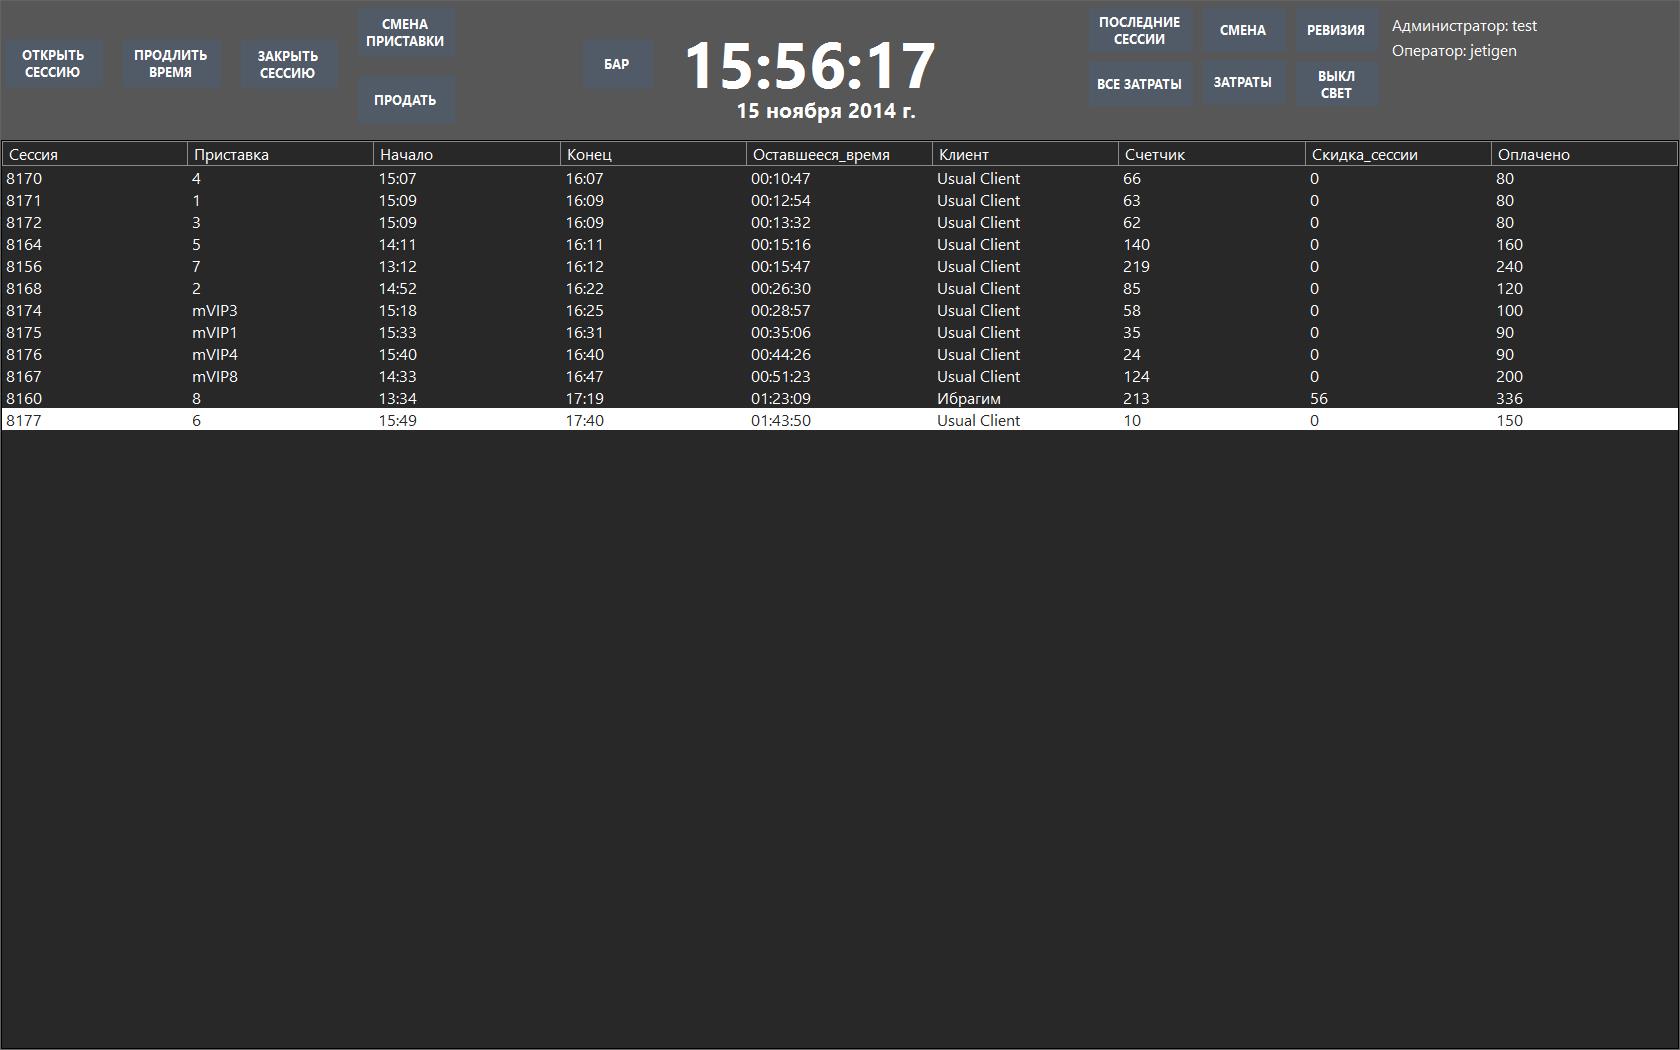 ОТКРЫТЬ
СЕССИЮ
ПРОДЛИТЬ
ВРЕМЯ
ЗАКРЫТЬ
СЕССИЮ
СМЕНА
ПРИСТАВКИ
ПРОДАТЬ
БАР
15:56:17
15 ноября 2014 г.
ПОСЛЕДНИЕ
СЕССИИ
СМЕНА
РЕВИЗИЯ
ВСЕ ЗАТРАТЫ
ЗАТРАТЫ
ВЫКЛ
СВЕТ
Администратор: test
Оператор: jetigen
Сессия Приставка Начало Конец Оставшееся_время Клиент Счетчик Скидка_сессии Оплачено
8170 4 15:07 16:07 00:10:47 Usual Client 66 0 80
8171 1 15:09 16:09 00:12:54 Usual Client 63 0 80
8172 3 15:09 16:09 00:13:32 Usual Client 62 0 80
8164 5 14:11 16:11 00:15:16 Usual Client 140 0 160
8156 7 13:12 16:12 00:15:47 Usual Client 219 0 240
8168 2 14:52 16:22 00:26:30 Usual Client 85 0 120
8174 mVIP3 15:18 16:25 00:28:57 Usual Client 58 0 100
8175 mVIP1 15:33 16:31 00:35:06 Usual Client 35 0 90
8176 mVIP4 15:40 16:40 00:44:26 Usual Client 24 0 90
8167 mVIP8 14:33 16:47 00:51:23 Usual Client 124 0 200
8160 8 13:34 17:19 01:23:09 Ибрагим 213 56 336
8177 6 15:49 17:40 01:43:50 Usual Client 10 0 150